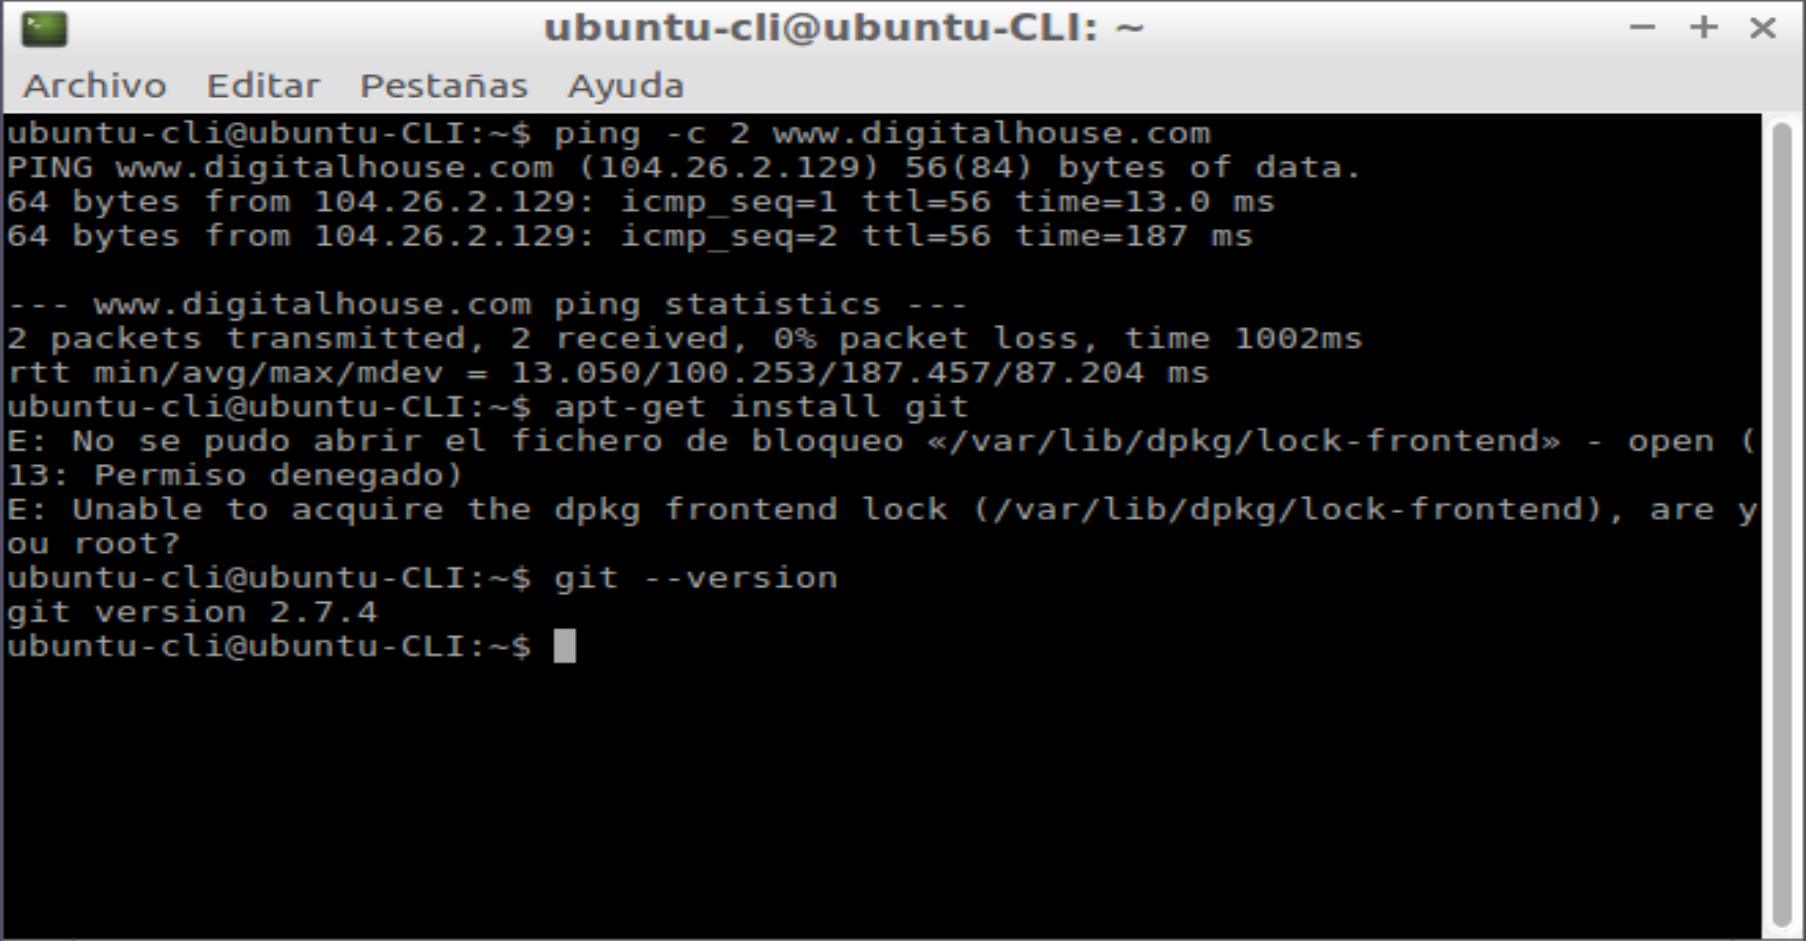 ubuntu-cli@ubuntu-CLI: ~
Archivo Editar Pestañas Ayuda
ubuntu-cli@ubuntu-CLI:~$ ping -c 2 www.digitalhouse.com
PING www.digitalhouse.com (104.26.2.129) 56(84) bytes of data.
64 bytes from 104.26.2.129: icmp_seq=1 ttl=56 time=13.0 ms
64 bytes from 104.26.2.129: icmp_seq=2 ttl=56 time=187 ms
--- www.digitalhouse.com ping statistics ---
2 packets transmitted, 2 received, 0% packet loss, time 1002ms
rtt min/avg/max/mdev = 13.050/100.253/187.457/87.204 ms
ubuntu-cli@ubuntu-CLI:~$ apt-get install git
E: No se pudo abrir el fichero de bloqueo «/var/lib/dpkg/lock-frontend» - open (
13: Permiso denegado)
E: Unable to acquire the dpkg frontend lock (/var/lib/dpkg/lock-frontend), are y
ou root?
ubuntu-cli@ubuntu-CLI:~$ git --version
git version 2.7.4
ubuntu-cli@ubuntu-CLI:~$